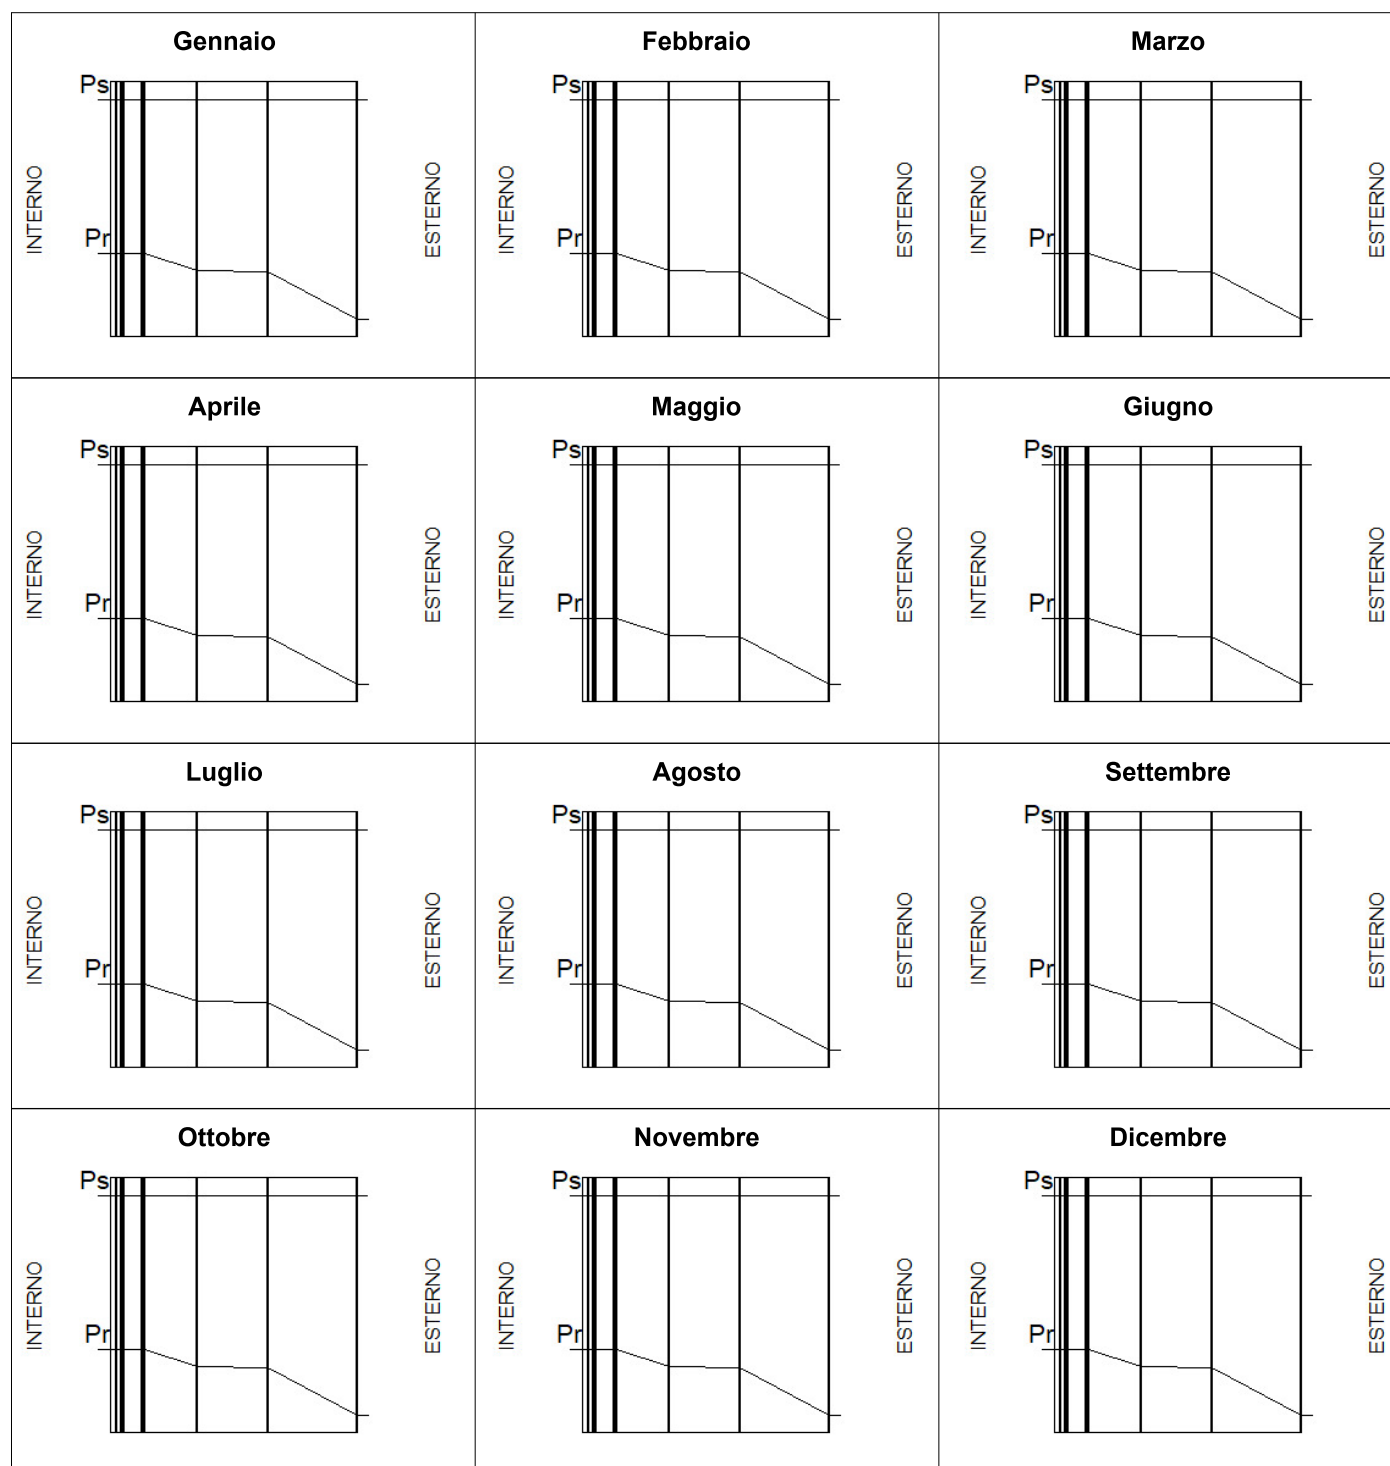 Gennaio
Ps
INTERNO
ESTERNO
Pr
Febbraio
Ps
INTERNO
ESTERNO
Pr
Marzo
Ps
INTERNO
ESTERNO
Pr
Aprile
Ps
INTERNO
ESTERNO
Pr
Maggio
Ps
INTERNO
ESTERNO
Pr
Giugno
Ps
INTERNO
ESTERNO
Pr
Luglio
Ps
INTERNO
ESTERNO
Pr
Agosto
Ps
INTERNO
ESTERNO
Pr
Settembre
Ps
INTERNO
ESTERNO
Pr
Ottobre
Ps
INTERNO
ESTERNO
Pr
Novembre
Ps
INTERNO
ESTERNO
Pr
Dicembre
Ps
INTERNO
ESTERNO
Pr